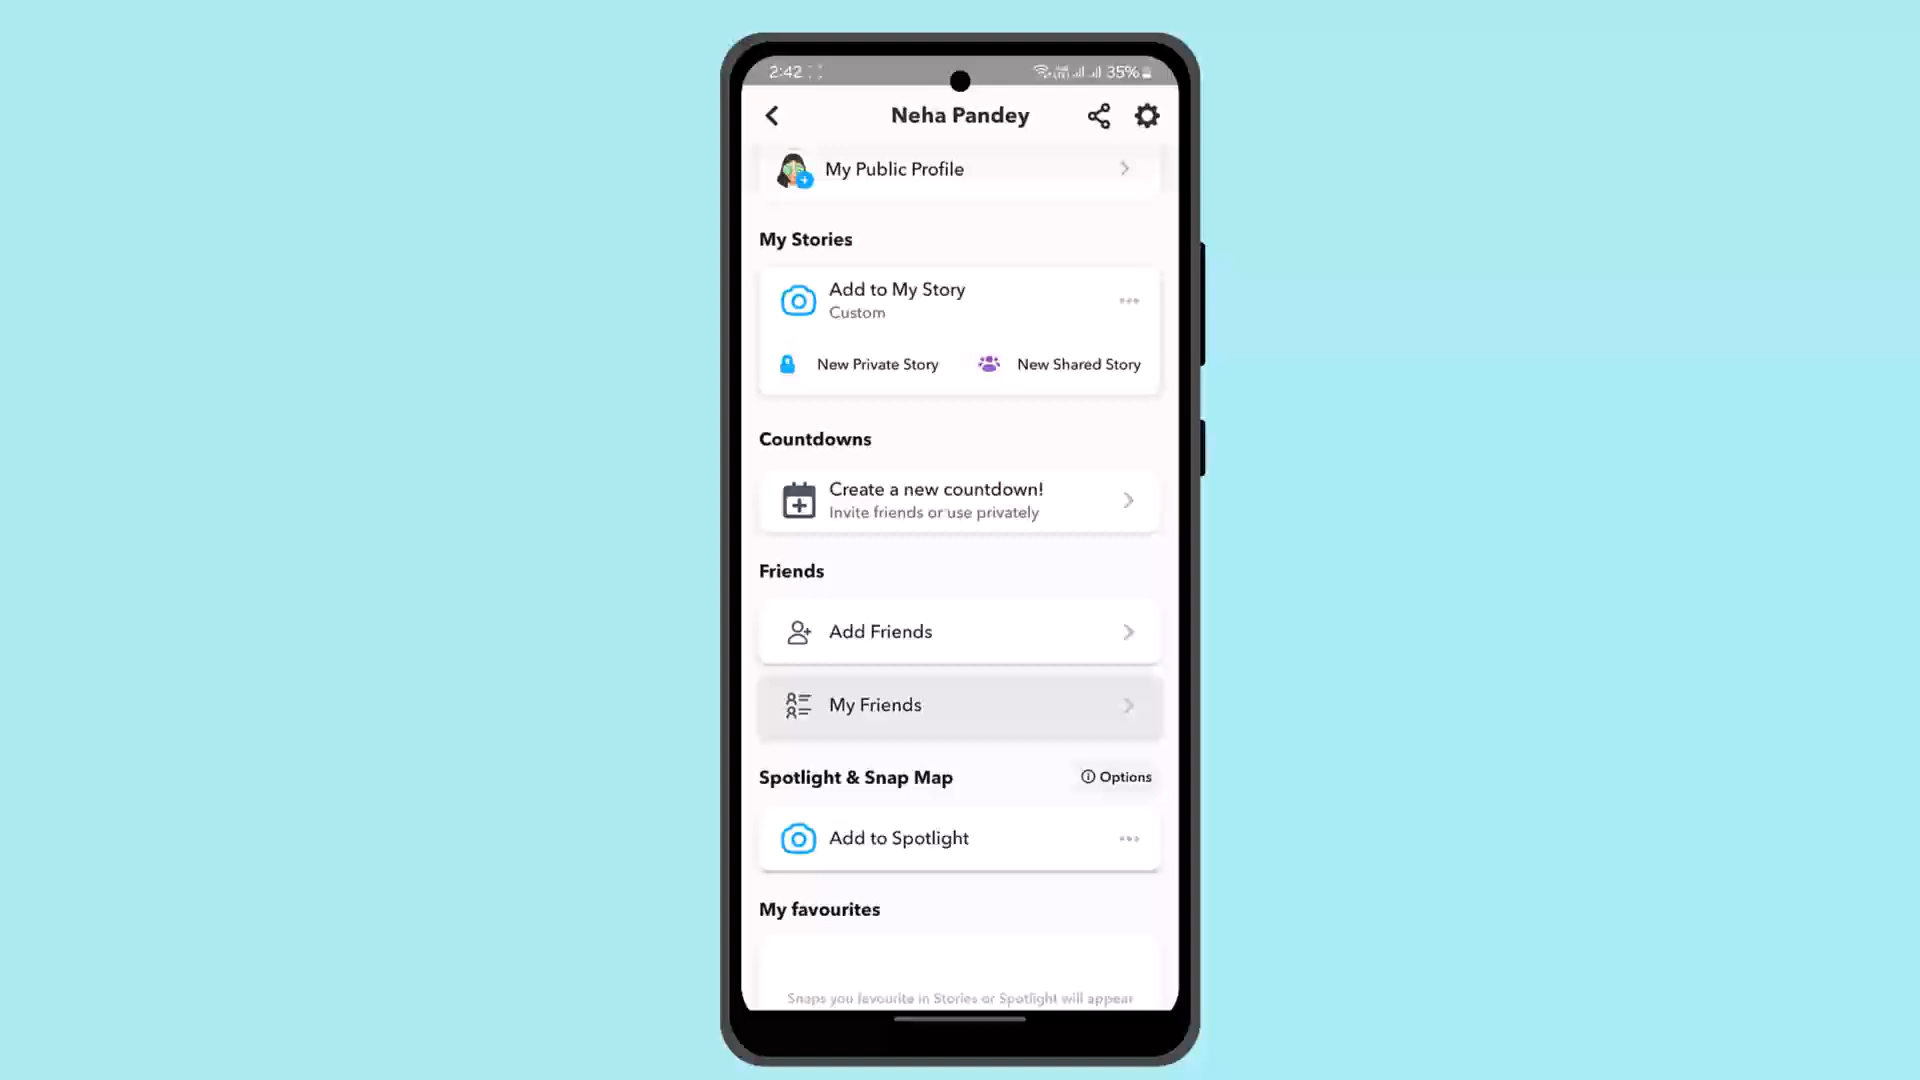 2:42
35%
Neha Pandey
My Public Profile
My Stories
Add to My Story
Custom
New Private Story
New Shared Story
Countdowns
Create a new countdown!
Invite friends or use privately
Friends
Add Friends
My Friends
Spotlight & Snap Map
Options
Add to Spotlight
My favourites
Snaps you favourite in Stories or Spotlight will appear